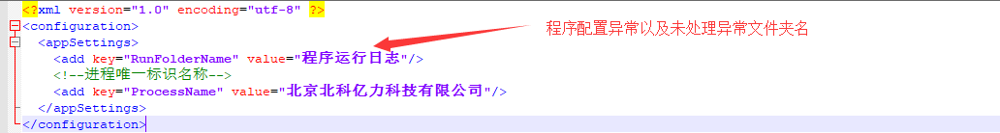 <?xml version="1.0" encoding="utf-8" ?>
<configuration>
程序配置异常以及未处理异常文件夹名
<appSettings>
<add key="RunFolderName" value="程序运行日志"/>
<!--进程唯一标识名称-->
<add key="ProcessName" value="北京北科亿力科技有限公司"/>
</appSettings>
</configuration>